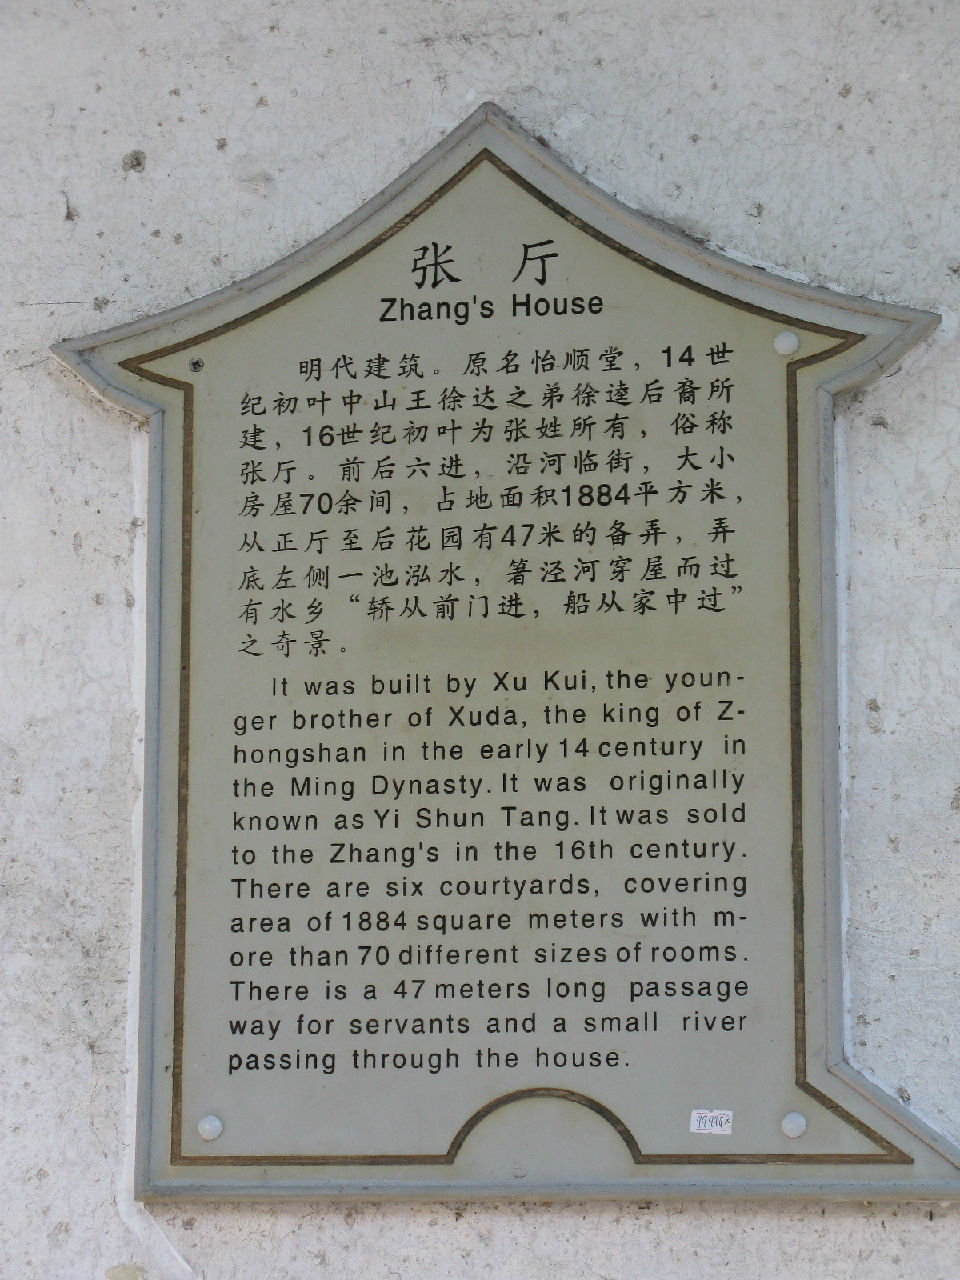 张 厅
Zhang's House
明代建筑。原名怡顺堂，14世
纪初叶中山王徐达之弟徐逵后裔所
建，16世纪初叶为张姓所有，俗称
张厅。前后六进，沿河临街，大小
房屋70余间，占地面积1884平方米，
从正厅至后花园有47米的备弄，弄
底左侧一池泓水，箸泾河穿屋而过
有水乡“轿从前门进，船从家中过”
之奇景。
It was built by Xu Kui, the youn-
ger brother of Xuda, the king of Z-
hongshan in the early 14 century in
the Ming Dynasty. It was originally
known as Yi Shun Tang. It was sold
to the Zhang's in the 16th century.
There are six courtyards, covering
area of 1884 square meters with m-
ore than 70 different sizes of rooms.
There is a 47 meters long passage
way for servants and a small river
passing through the house.